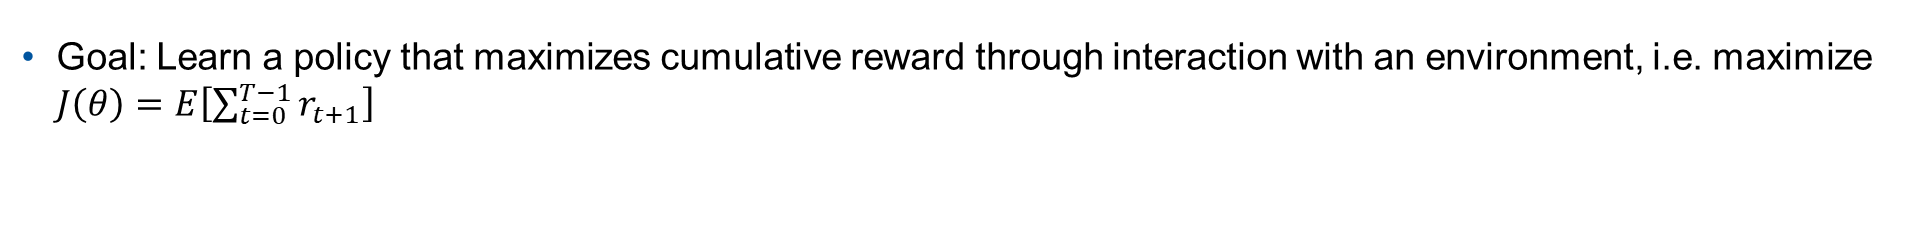 • Goal: Learn a policy that maximizes cumulative reward through interaction with an environment, i.e. maximize
J(θ) = E[∑_{t=0}^{T−1} r_{t+1}]